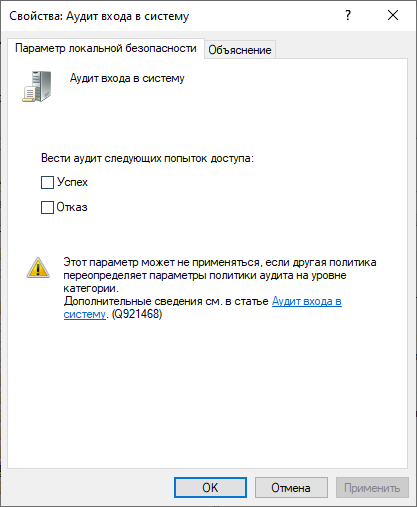 Свойства: Аудит входа в систему
Параметр локальной безопасности
Объяснение
Аудит входа в систему
Вести аудит следующих попыток доступа:
Успех
Отказ
Этот параметр может не применяться, если другая политика
переопределяет параметры политики аудита на уровне
категории.
Дополнительные сведения см. в статье Аудит входа в
систему. (Q921468)
OK
Отмена
Применить